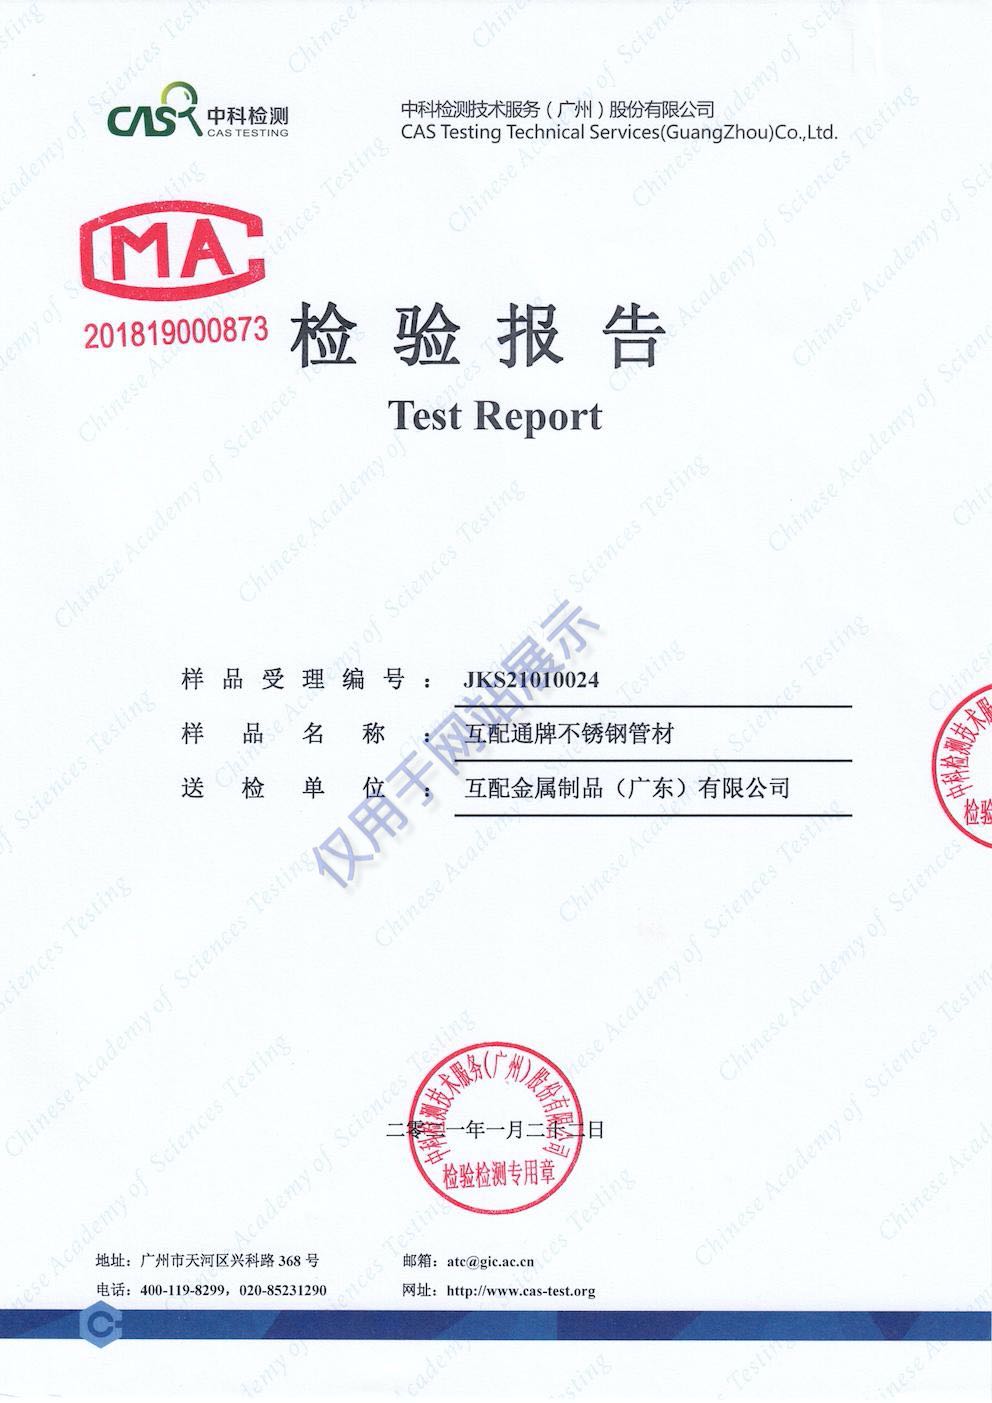 CAS 中科检测
CAS TESTING
中科检测技术服务（广州）股份有限公司
CAS Testing Technical Services(GuangZhou)Co.,Ltd.
MA
201819000873
检验报告
Test Report
样品受理编号： JKS21010024
样品名称： 互配通牌不锈钢管材
送检单位： 互配金属制品（广东）有限公司
仅用于网站展示
中科检测技术服
检验
中科检测技术服务(广州)股份有限公司
二零二一年一月二十二日
检验检测专用章
地址：广州市天河区兴科路 368 号
邮箱：atc@gic.ac.cn
电话：400-119-8299，020-85231290
网址：http://www.cas-test.org
Chinese Academy of Sciences Testing